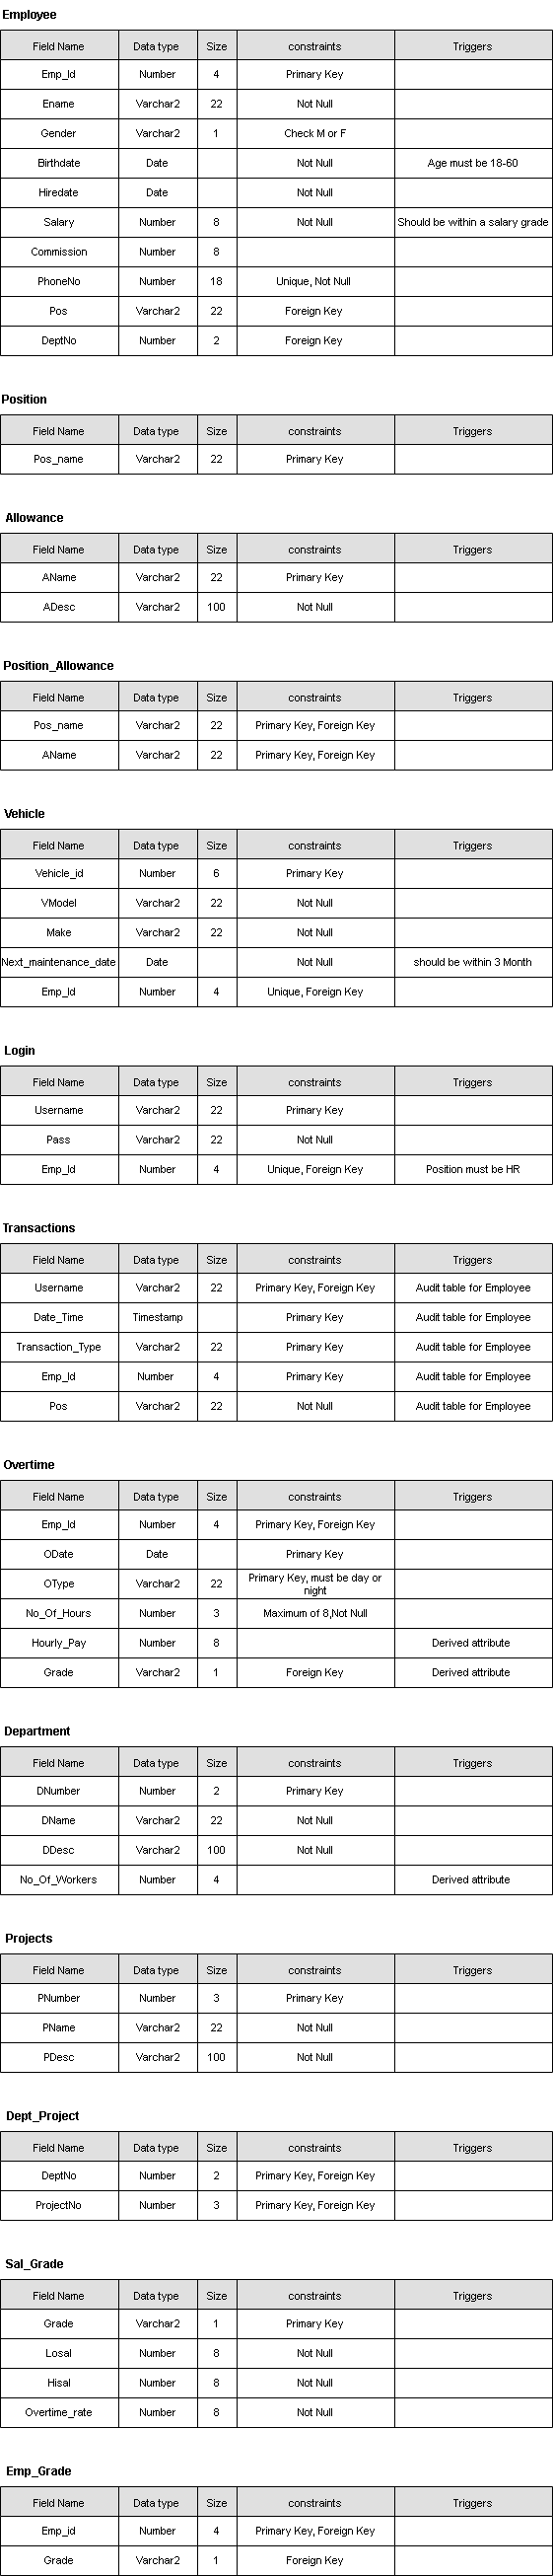 Employee
Field Name Data type Size constraints Triggers
Emp_Id Number 4 Primary Key
Ename Varchar2 22 Not Null
Gender Varchar2 1 Check M or F
Birthdate Date Not Null Age must be 18-60
Hiredate Date Not Null
Salary Number 8 Not Null Should be within a salary grade
Commission Number 8
PhoneNo Number 18 Unique, Not Null
Pos Varchar2 22 Foreign Key
DeptNo Number 2 Foreign Key
Position
Field Name Data type Size constraints Triggers
Pos_name Varchar2 22 Primary Key
Allowance
Field Name Data type Size constraints Triggers
AName Varchar2 22 Primary Key
ADesc Varchar2 100 Not Null
Position_Allowance
Field Name Data type Size constraints Triggers
Pos_name Varchar2 22 Primary Key, Foreign Key
AName Varchar2 22 Primary Key, Foreign Key
Vehicle
Field Name Data type Size constraints Triggers
Vehicle_id Number 6 Primary Key
VModel Varchar2 22 Not Null
Make Varchar2 22 Not Null
Next_maintenance_date Date Not Null should be within 3 Month
Emp_Id Number 4 Unique, Foreign Key
Login
Field Name Data type Size constraints Triggers
Username Varchar2 22 Primary Key
Pass Varchar2 22 Not Null
Emp_Id Number 4 Unique, Foreign Key Position must be HR
Transactions
Field Name Data type Size constraints Triggers
Username Varchar2 22 Primary Key, Foreign Key Audit table for Employee
Date_Time Timestamp Primary Key Audit table for Employee
Transaction_Type Varchar2 22 Primary Key Audit table for Employee
Emp_Id Number 4 Primary Key Audit table for Employee
Pos Varchar2 22 Not Null Audit table for Employee
Overtime
Field Name Data type Size constraints Triggers
Emp_Id Number 4 Primary Key, Foreign Key
ODate Date Primary Key
OType Varchar2 22 Primary Key, must be day or
night
No_Of_Hours Number 3 Maximum of 8,Not Null
Hourly_Pay Number 8 Derived attribute
Grade Varchar2 1 Foreign Key Derived attribute
Department
Field Name Data type Size constraints Triggers
DNumber Number 2 Primary Key
DName Varchar2 22 Not Null
DDesc Varchar2 100 Not Null
No_Of_Workers Number 4 Derived attribute
Projects
Field Name Data type Size constraints Triggers
PNumber Number 3 Primary Key
PName Varchar2 22 Not Null
PDesc Varchar2 100 Not Null
Dept_Project
Field Name Data type Size constraints Triggers
DeptNo Number 2 Primary Key, Foreign Key
ProjectNo Number 3 Primary Key, Foreign Key
Sal_Grade
Field Name Data type Size constraints Triggers
Grade Varchar2 1 Primary Key
Losal Number 8 Not Null
Hisal Number 8 Not Null
Overtime_rate Number 8 Not Null
Emp_Grade
Field Name Data type Size constraints Triggers
Emp_id Number 4 Primary Key, Foreign Key
Grade Varchar2 1 Foreign Key